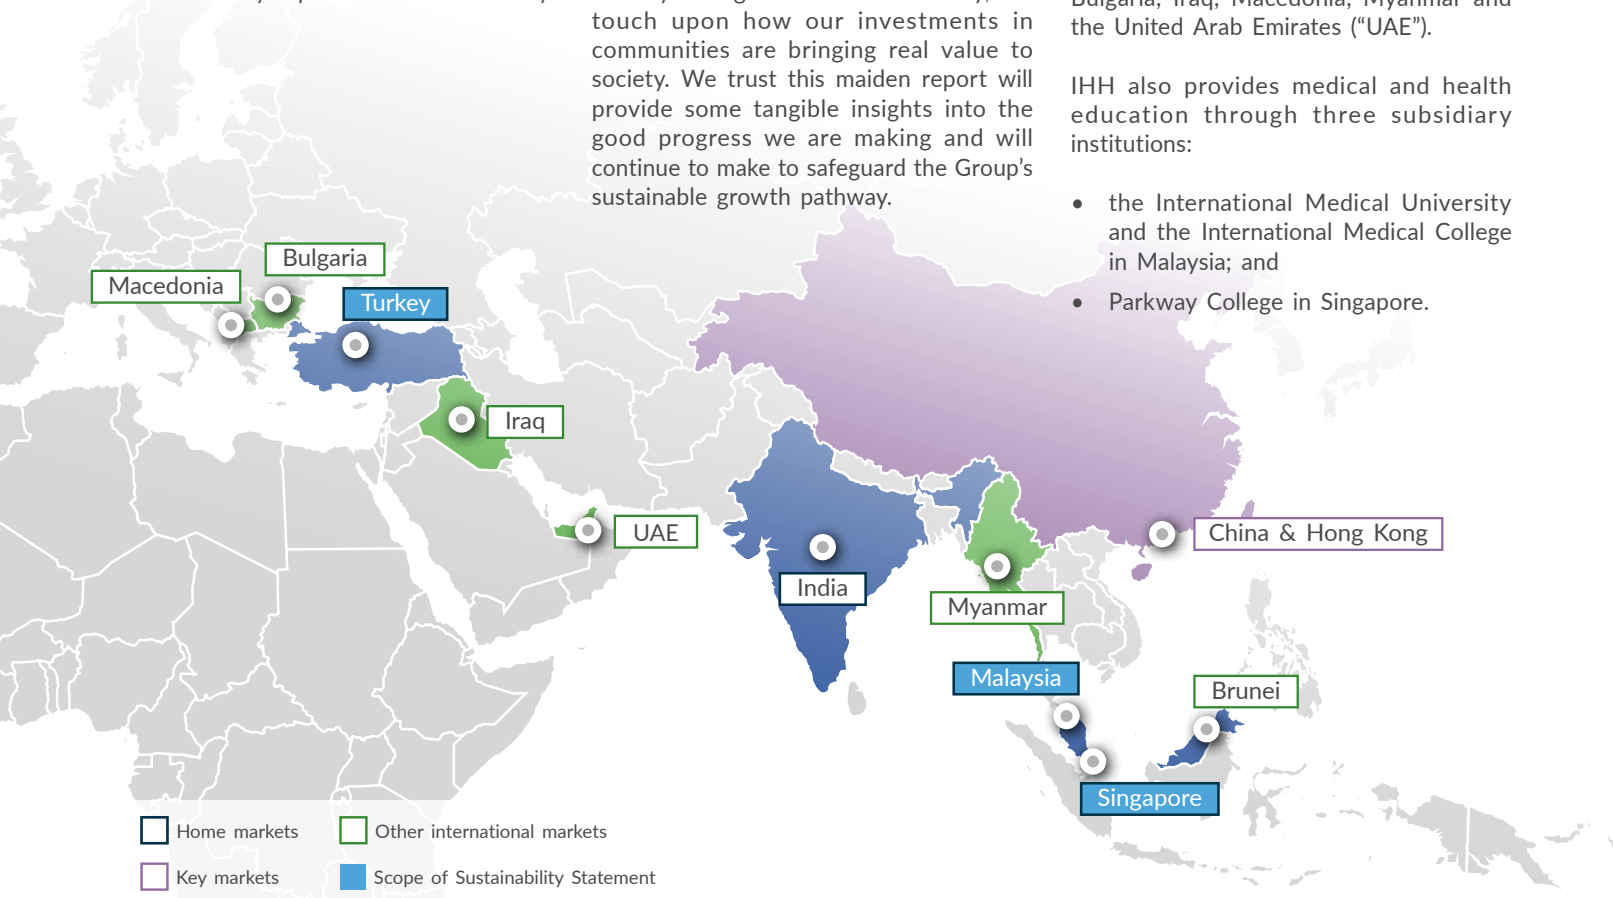 touch upon how our investments in
communities are bringing real value to
society. We trust this maiden report will
provide some tangible insights into the
good progress we are making and will
continue to make to safeguard the Group’s
sustainable growth pathway.
Bulgaria, Iraq, Macedonia, Myanmar and
the United Arab Emirates (“UAE”).
IHH also provides medical and health
education through three subsidiary
institutions:
• the International Medical University
and the International Medical College
in Malaysia; and
• Parkway College in Singapore.
Bulgaria
Macedonia
Turkey
Iraq
UAE
China & Hong Kong
India
Myanmar
Malaysia
Brunei
Singapore
Home markets
Other international markets
Key markets
Scope of Sustainability Statement